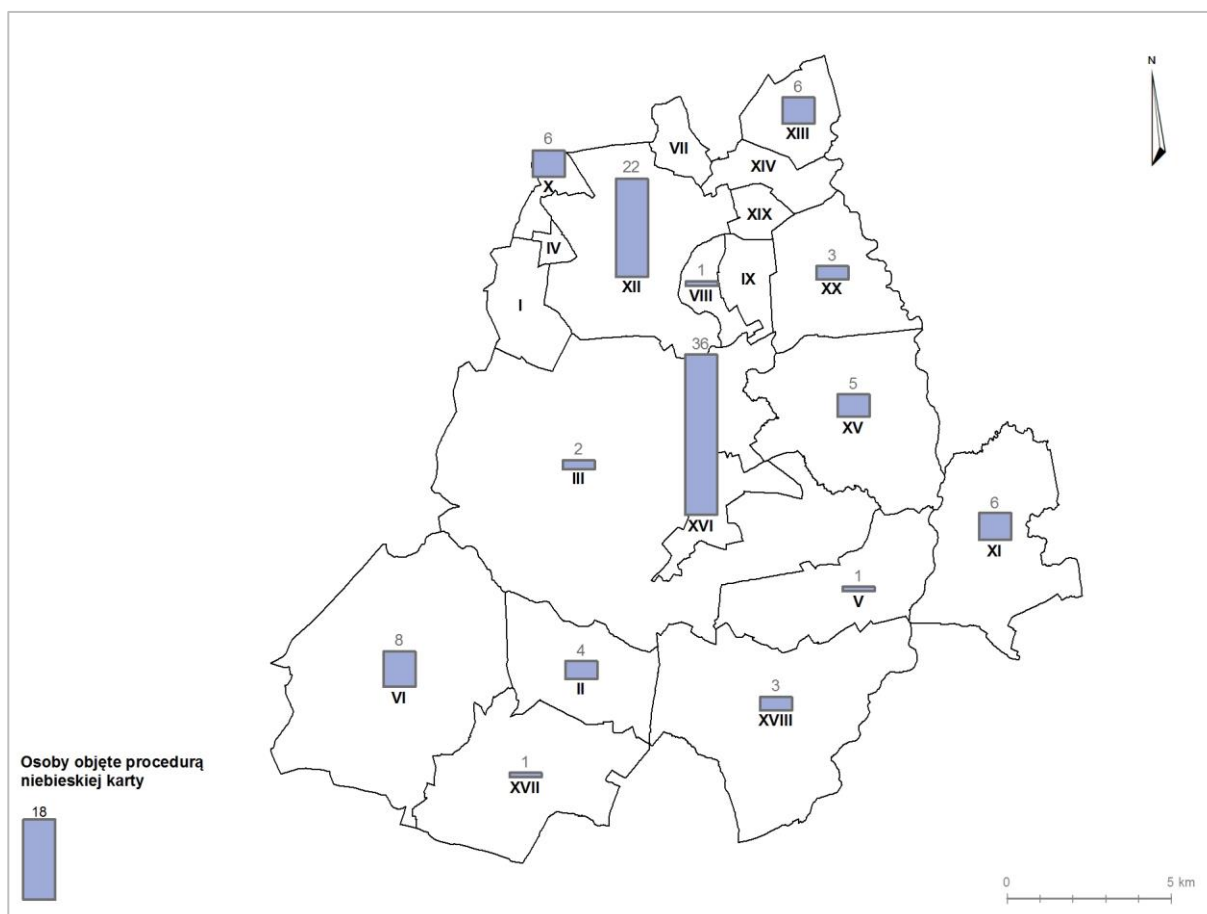 N
6
XIII
VII
XIV
6
X
22
XII
XIX
IV
1
VIII
IX
3
XX
I
36
XVI
5
XV
2
III
6
XI
1
V
8
VI
4
II
3
XVIII
1
XVII
Osoby objęte procedurą
niebieskiej karty
18
0 5 km